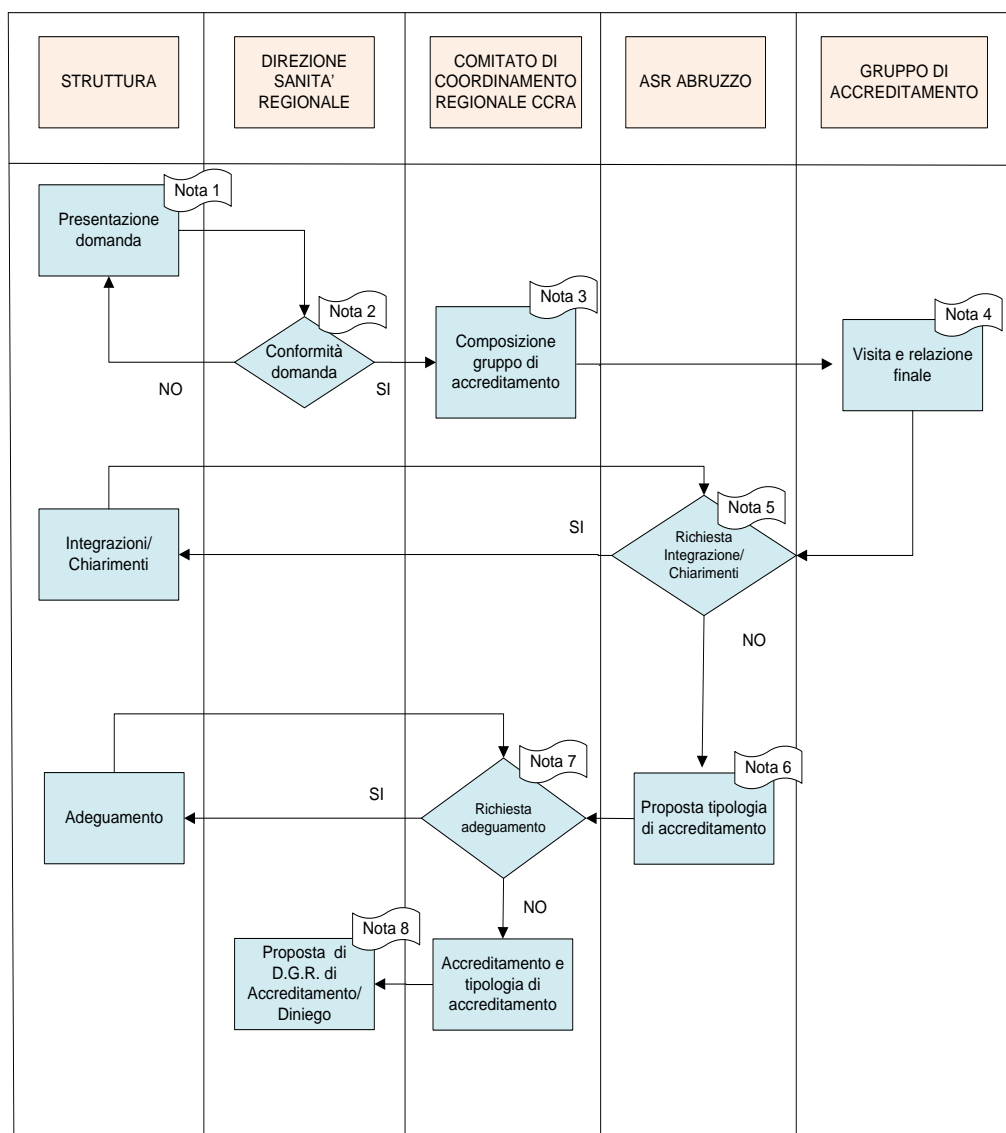 STRUTTURA
DIREZIONE
SANITA'
REGIONALE
COMITATO DI
COORDINAMENTO
REGIONALE CCRA
ASR ABRUZZO
GRUPPO DI
ACCREDITAMENTO
Nota 1
Presentazione
domanda
Nota 2
Conformità
domanda
NO
SI
Nota 3
Composizione
gruppo di
accreditamento
Nota 4
Visita e relazione
finale
Integrazioni/
Chiarimenti
SI
Nota 5
Richiesta
Integrazione/
Chiarimenti
NO
Adeguamento
SI
Nota 7
Richiesta
adeguamento
Nota 6
Proposta tipologia
di accreditamento
NO
Nota 8
Proposta di
D.G.R. di
Accreditamento/
Diniego
Accreditamento e
tipologia di
accreditamento